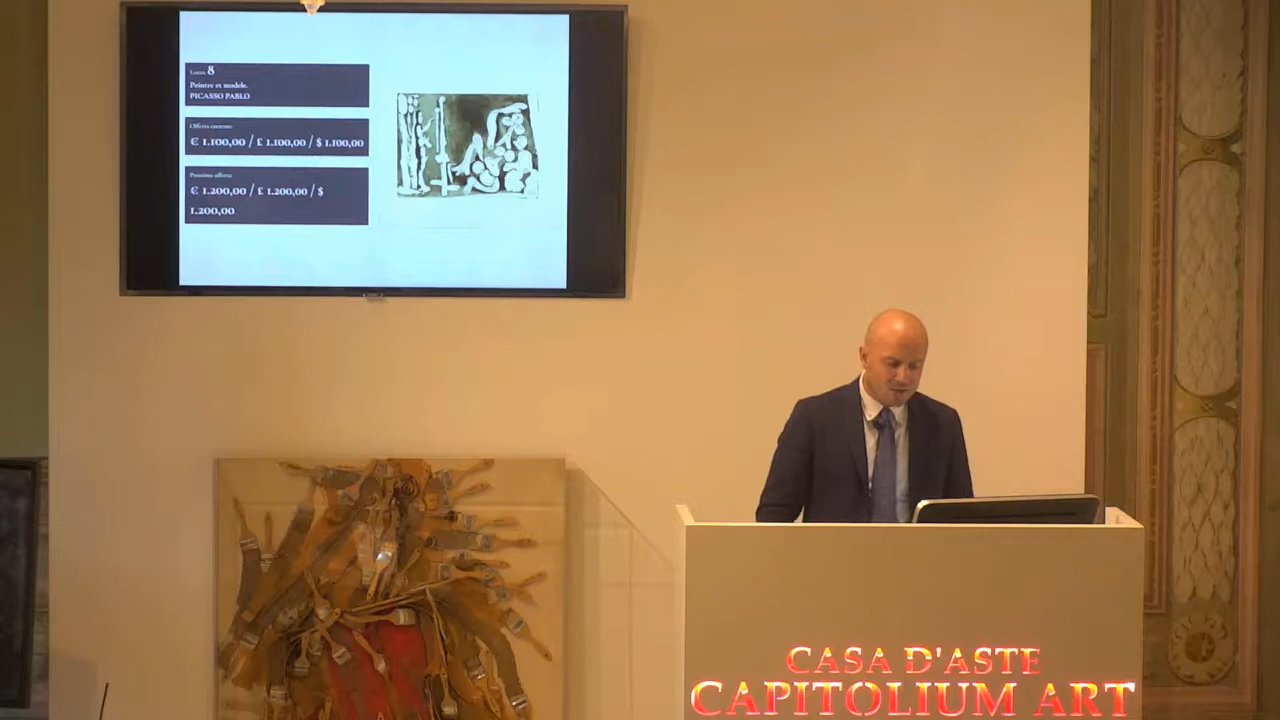 Lotto 8
Peintre et modele.
PICASSO PABLO
Offerta corrente
€ 1.100,00 / £ 1.100,00 / $ 1.100,00
Prossima offerta
€ 1.200,00 / £ 1.200,00 / $
1.200,00
CASA D'ASTE
CAPITOLIUM ART